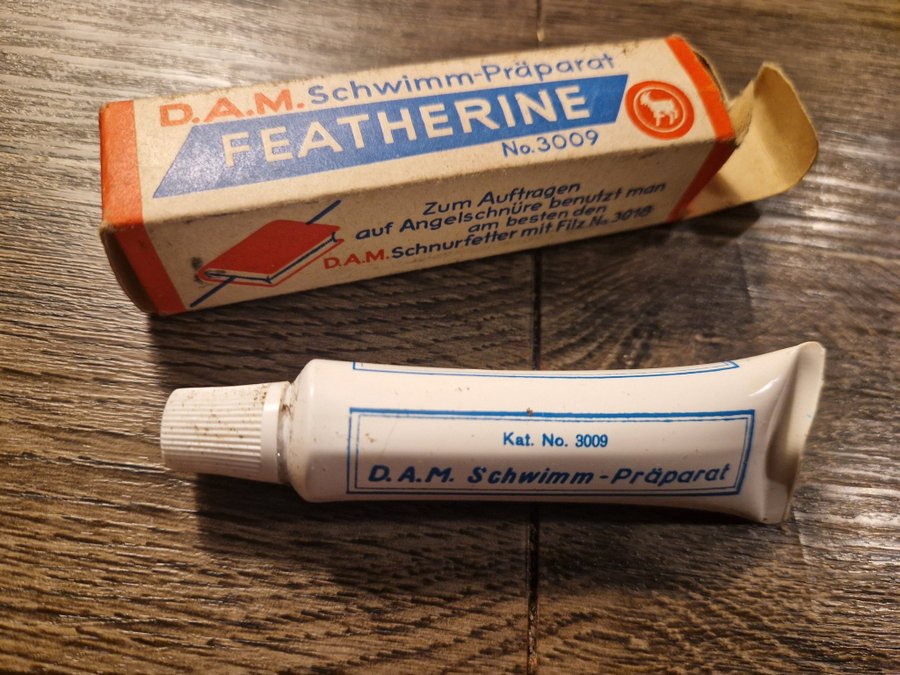 D.A.M. Schwimm-Präparat
FEATHERINE
No. 3009
Zum Auftragen
auf Angelschnüre benutzt man
am besten den
D.A.M. Schnurfetter mit Filz No. 3018
Kat. No. 3009
D.A.M. Schwimm-Präparat